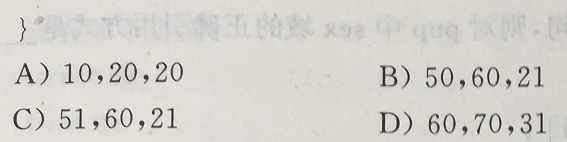 }
A) 10,20,20 B) 50,60,21
C) 51,60,21 D) 60,70,31